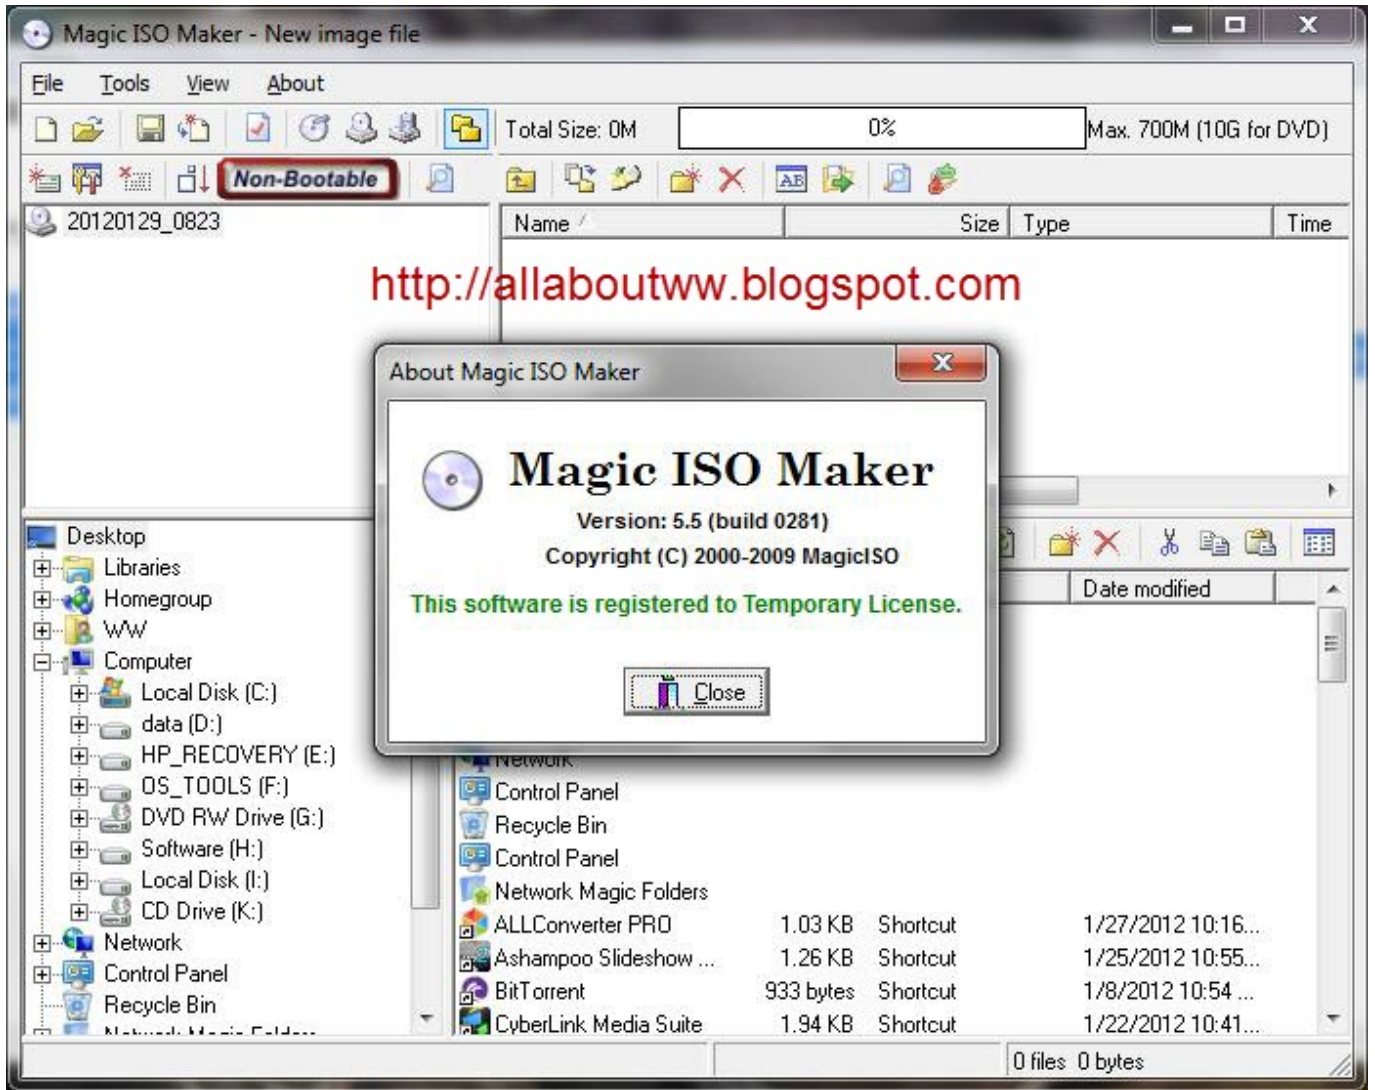 Magic ISO Maker - New image file
File Tools View About
Total Size: 0M 0% Max. 700M (10G for DVD)
Non-Bootable
20120129_0823
Name Size Type Time
http://allaboutww.blogspot.com
About Magic ISO Maker
Magic ISO Maker
Version: 5.5 (build 0281)
Copyright (C) 2000-2009 MagicISO
This software is registered to Temporary License.
Close
Desktop
Libraries
Homegroup
WW
Computer
Local Disk (C:)
data (D:)
HP_RECOVERY (E:)
OS_TOOLS (F:)
DVD RW Drive (G:)
Software (H:)
Local Disk (I:)
CD Drive (K:)
Network
Control Panel
Recycle Bin
Network Magic Folders
Date modified
Network
Control Panel
Recycle Bin
Control Panel
Network Magic Folders
ALLConverter PRO 1.03 KB Shortcut 1/27/2012 10:16...
Ashampoo Slideshow ... 1.26 KB Shortcut 1/25/2012 10:55...
BitTorrent 933 bytes Shortcut 1/8/2012 10:54 ...
CyberLink Media Suite 1.94 KB Shortcut 1/22/2012 10:41...
0 files 0 bytes